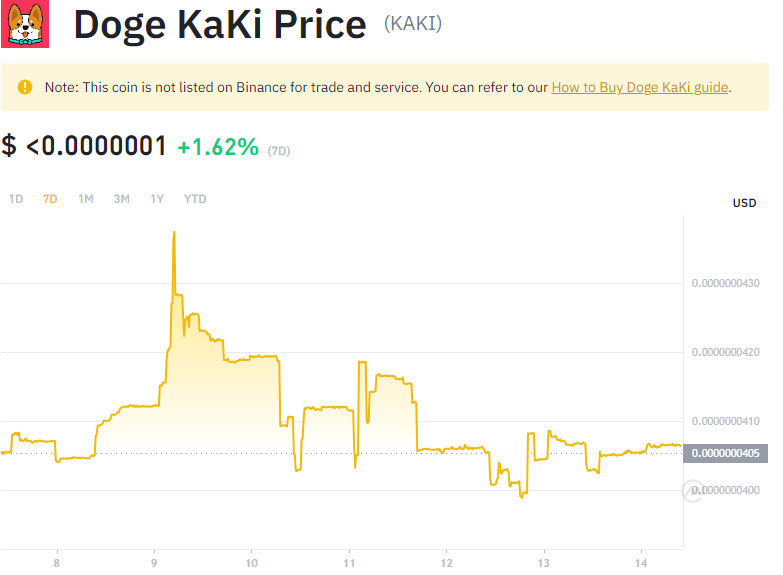 Doge KaKi Price (KAKI)
Note: This coin is not listed on Binance for trade and service. You can refer to our How to Buy Doge KaKi guide.
$ <0.0000001 +1.62% (7D)
1D 7D 1M 3M 1Y YTD
USD
0.0000000430
0.0000000420
0.0000000410
0.0000000405
0.0000000400
8 9 10 11 12 13 14